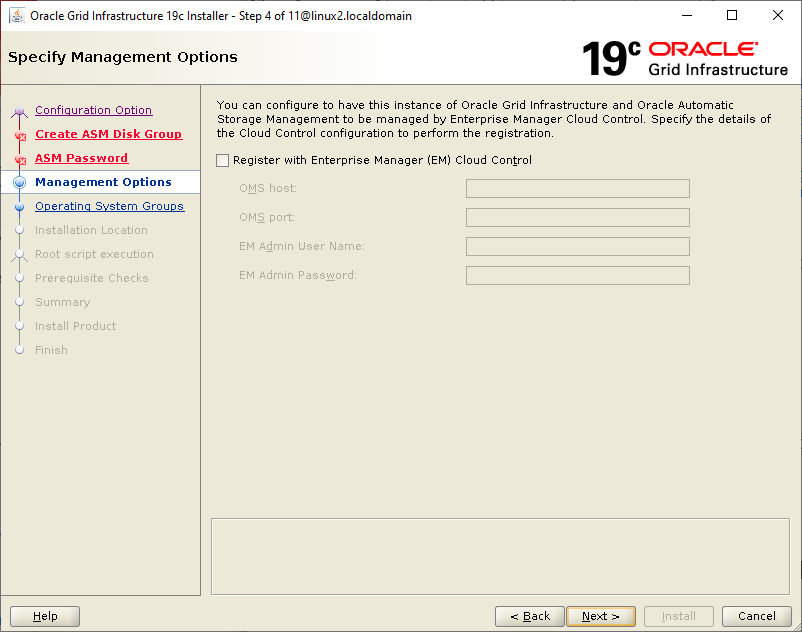 Oracle Grid Infrastructure 19c Installer - Step 4 of 11@linux2.localdomain
Specify Management Options
19c ORACLE
Grid Infrastructure
Configuration Option
Create ASM Disk Group
ASM Password
Management Options
Operating System Groups
Installation Location
Root script execution
Prerequisite Checks
Summary
Install Product
Finish
You can configure to have this instance of Oracle Grid Infrastructure and Oracle Automatic
Storage Management to be managed by Enterprise Manager Cloud Control. Specify the details of
the Cloud Control configuration to perform the registration.
Register with Enterprise Manager (EM) Cloud Control
OMS host:
OMS port:
EM Admin User Name:
EM Admin Password:
Help
< Back
Next >
Install
Cancel